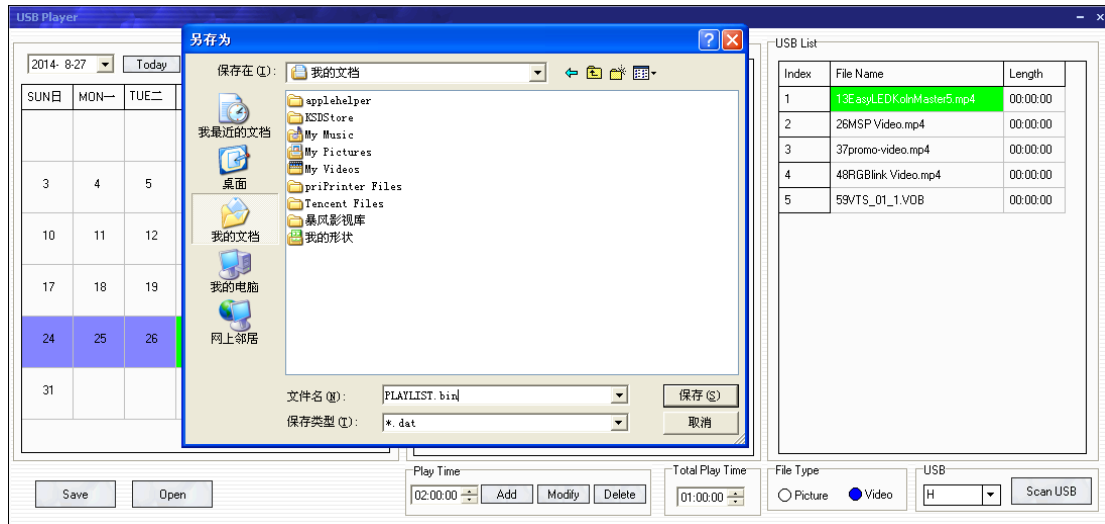 USB Player
2014- 8-27
Today
SUN日 MON一 TUE二
3 4 5
10 11 12
17 18 19
24 25 26
31
Save
Open
另存为
保存在(I):
我的文档
我最近的文档
桌面
我的文档
我的电脑
网上邻居
applehelper
KSDStore
My Music
My Pictures
My Videos
priPrinter Files
Tencent Files
暴风影视库
我的形状
文件名(N):
PLAYLIST.bin
保存(S)
保存类型(T):
*.dat
取消
Play Time
02:00:00
Add
Modify
Delete
Total Play Time
01:00:00
USB List
Index File Name Length
1 13EasyLEDKolnMaster5.mp4 00:00:00
2 26MSP Video.mp4 00:00:00
3 37promo-video.mp4 00:00:00
4 48RGBlink Video.mp4 00:00:00
5 59VTS_01_1.VOB 00:00:00
File Type
Picture
Video
USB
H
Scan USB